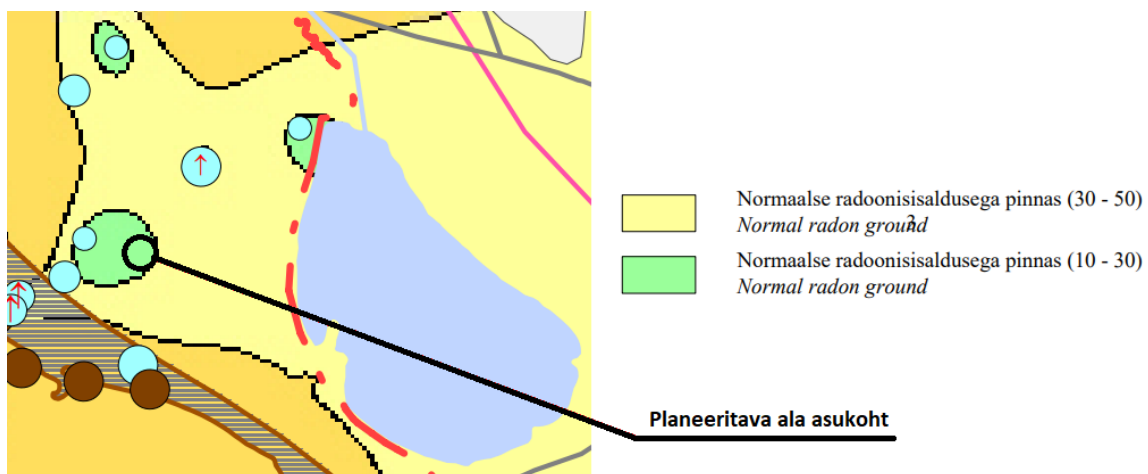 Normaalse radoonisisaldusega pinnas (30 - 50)
Normal radon ground
Normaalse radoonisisaldusega pinnas (10 - 30)
Normal radon ground
Planeeritava ala asukoht